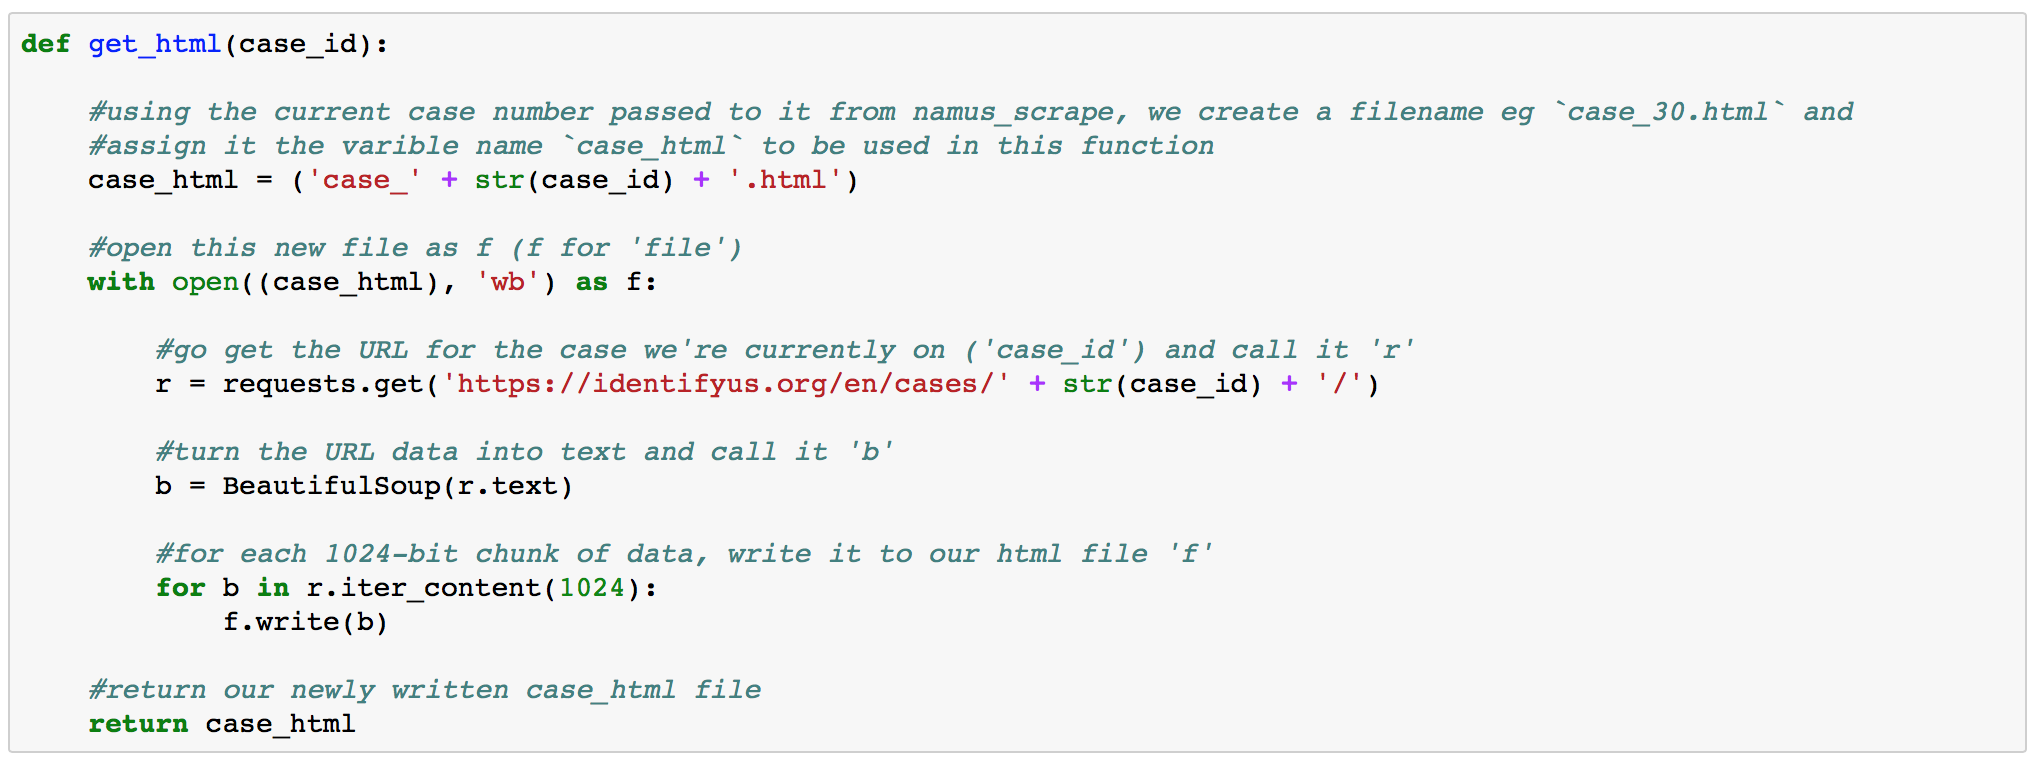 def get_html(case_id):
#using the current case number passed to it from namus_scrape, we create a filename eg `case_30.html` and
#assign it the varible name `case_html` to be used in this function
case_html = ('case_' + str(case_id) + '.html')
#open this new file as f (f for 'file')
with open((case_html), 'wb') as f:
#go get the URL for the case we're currently on ('case_id') and call it 'r'
r = requests.get('https://identifyus.org/en/cases/' + str(case_id) + '/')
#turn the URL data into text and call it 'b'
b = BeautifulSoup(r.text)
#for each 1024-bit chunk of data, write it to our html file 'f'
for b in r.iter_content(1024):
f.write(b)
#return our newly written case_html file
return case_html